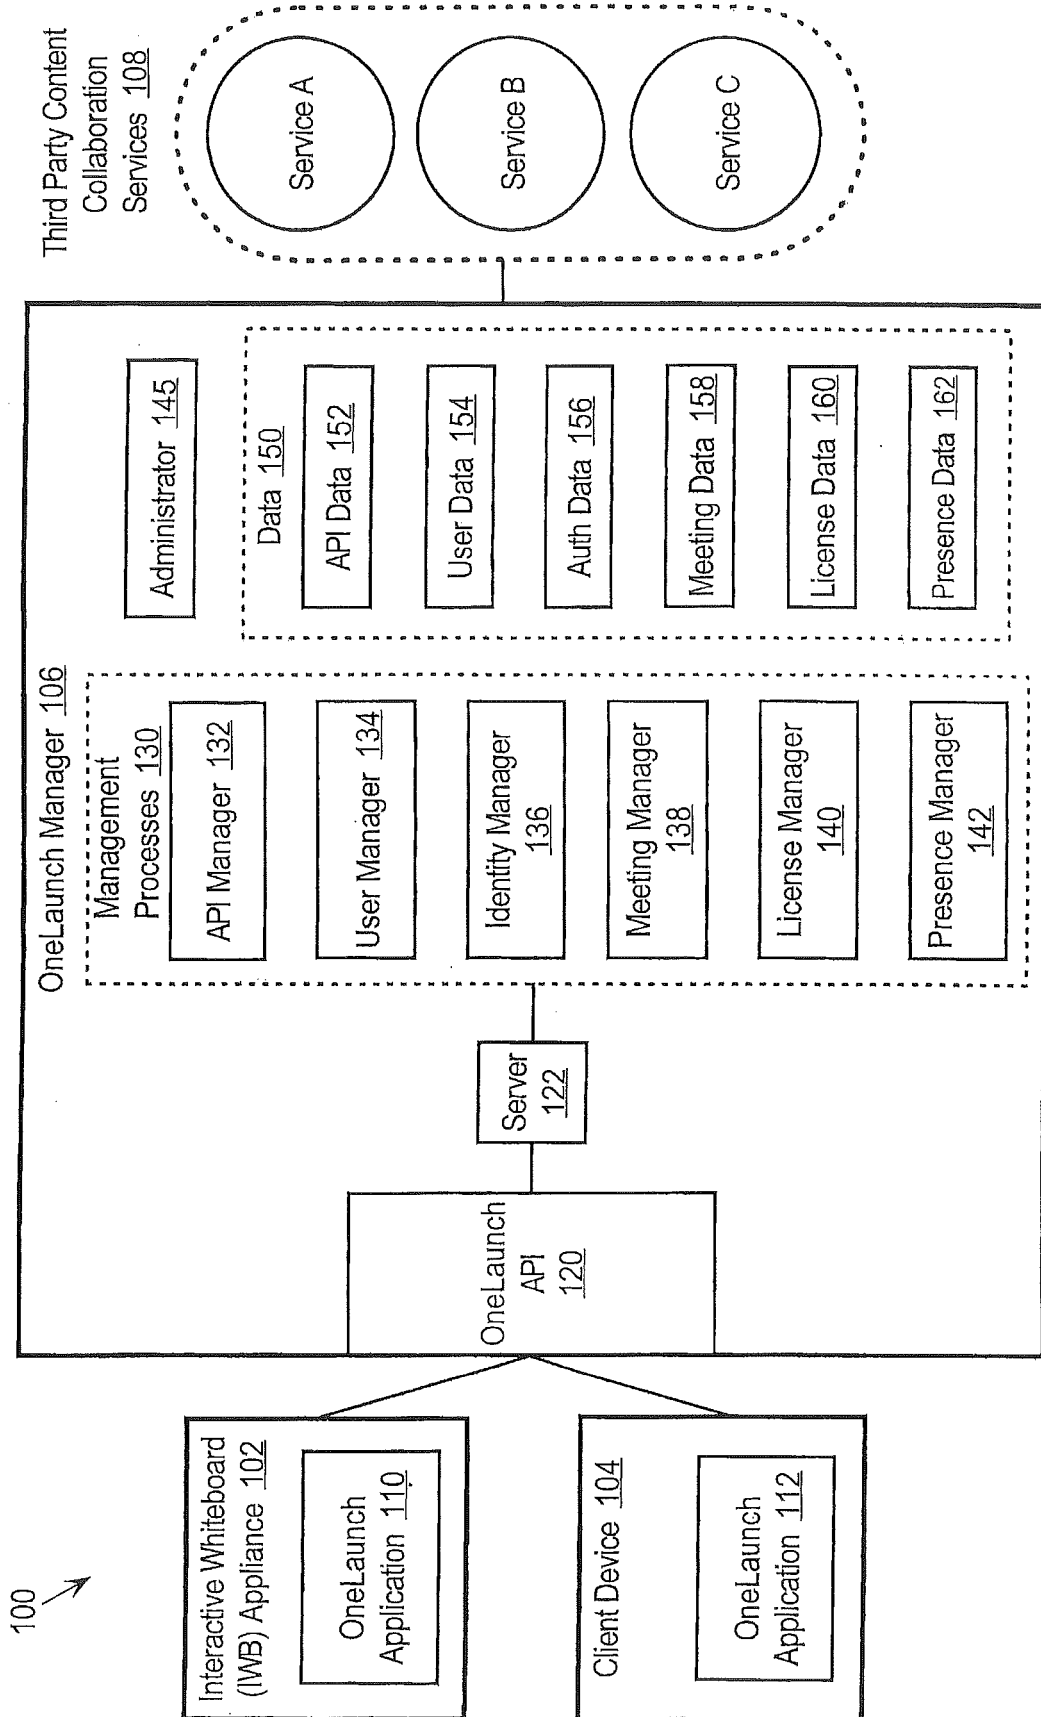 100
Interactive Whiteboard
(IWB) Appliance 102
OneLaunch
Application 110
Client Device 104
OneLaunch
Application 112
OneLaunch Manager 106
OneLaunch
API
120
Server
122
Management
Processes 130
API Manager 132
User Manager 134
Identity Manager
136
Meeting Manager
138
License Manager
140
Presence Manager
142
Administrator 145
Data 150
API Data 152
User Data 154
Auth Data 156
Meeting Data 158
License Data 160
Presence Data 162
Third Party Content
Collaboration
Services 108
Service A
Service B
Service C